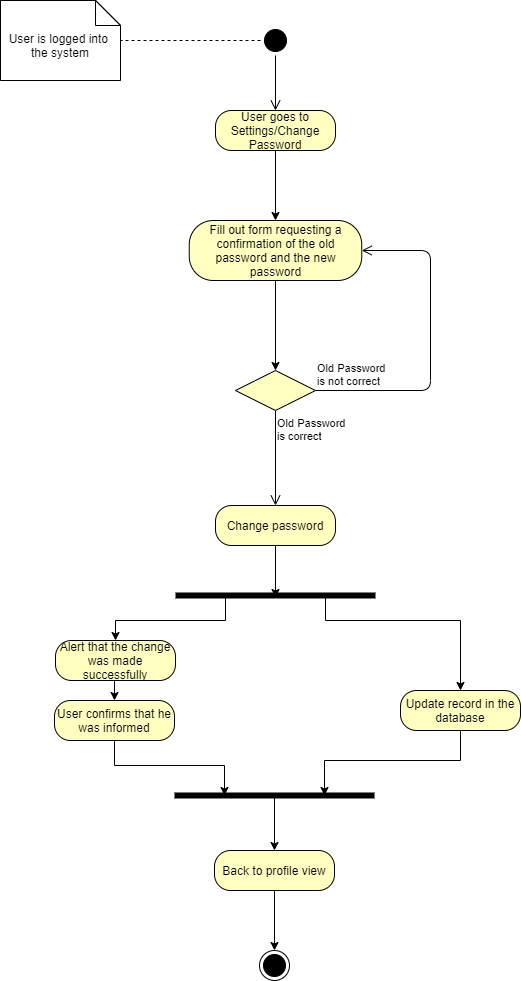 User is logged into
the system
User goes to
Settings/Change
Password
Fill out form requesting a
confirmation of the old
password and the new
password
Old Password
is not correct
Old Password
is correct
Change password
Alert that the change
was made
successfully
User confirms that he
was informed
Update record in the
database
Back to profile view